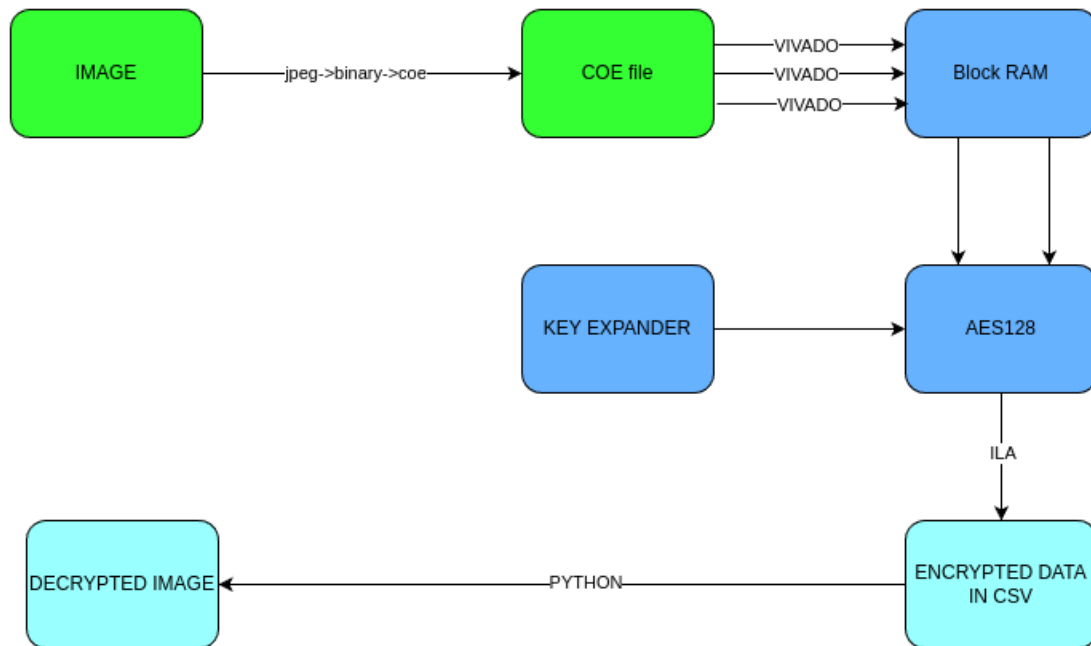 IMAGE
jpeg->binary->coe
COE file
VIVADO
VIVADO
VIVADO
Block RAM
KEY EXPANDER
AES128
ILA
DECRYPTED IMAGE
PYTHON
ENCRYPTED DATA
IN CSV